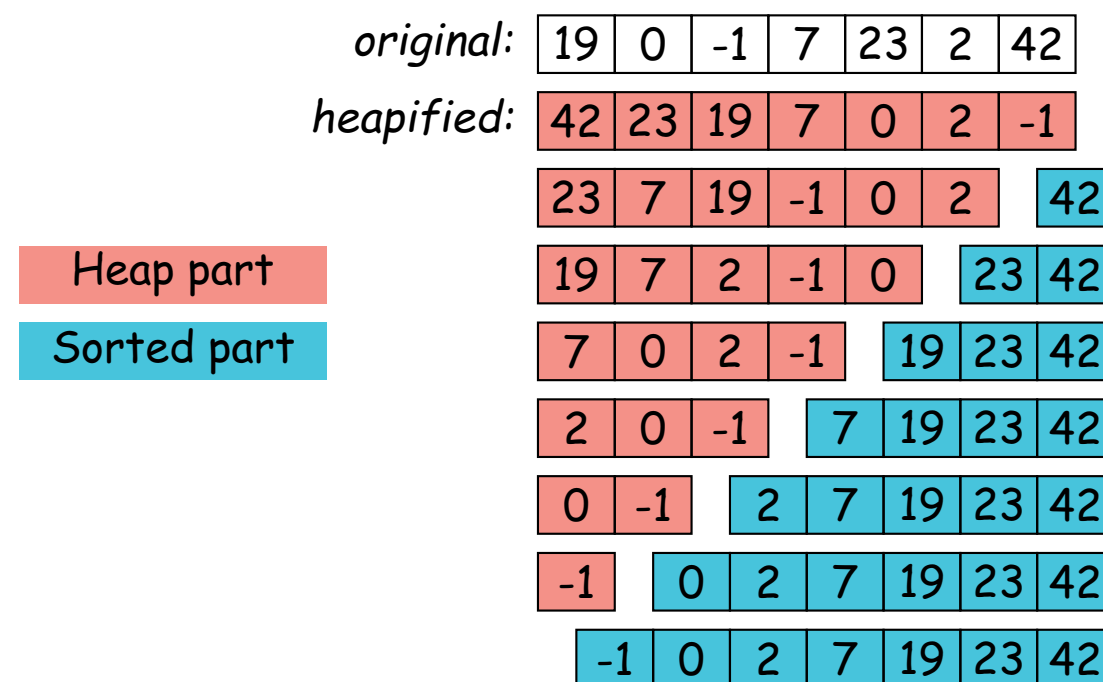 original: 19 0 -1 7 23 2 42
heapified: 42 23 19 7 0 2 -1
23 7 19 -1 0 2 42
Heap part 19 7 2 -1 0 23 42
Sorted part 7 0 2 -1 19 23 42
2 0 -1 7 19 23 42
0 -1 2 7 19 23 42
-1 0 2 7 19 23 42
-1 0 2 7 19 23 42